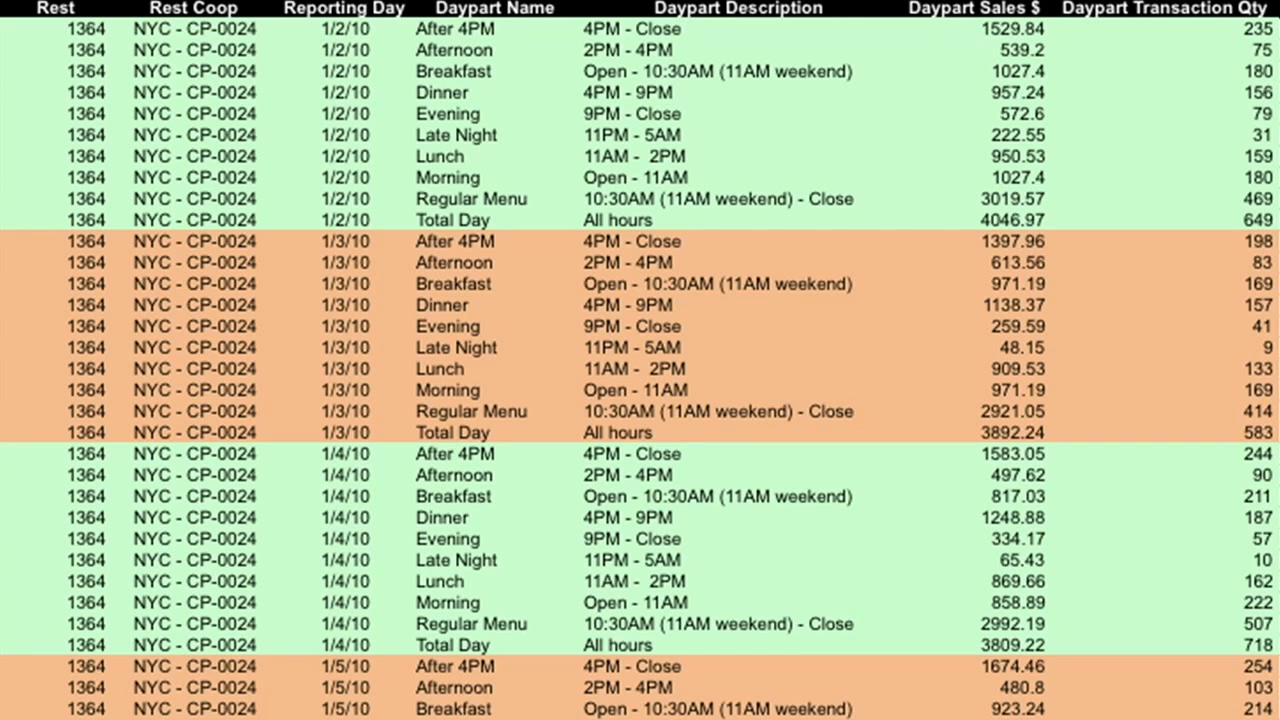 Rest Rest Coop Reporting Day Daypart Name Daypart Description Daypart Sales $ Daypart Transaction Qty
1364 NYC - CP-0024 1/2/10 After 4PM 4PM - Close 1529.84 235
1364 NYC - CP-0024 1/2/10 Afternoon 2PM - 4PM 539.2 75
1364 NYC - CP-0024 1/2/10 Breakfast Open - 10:30AM (11AM weekend) 1027.4 180
1364 NYC - CP-0024 1/2/10 Dinner 4PM - 9PM 957.24 156
1364 NYC - CP-0024 1/2/10 Evening 9PM - Close 572.6 79
1364 NYC - CP-0024 1/2/10 Late Night 11PM - 5AM 222.55 31
1364 NYC - CP-0024 1/2/10 Lunch 11AM - 2PM 950.53 159
1364 NYC - CP-0024 1/2/10 Morning Open - 11AM 1027.4 180
1364 NYC - CP-0024 1/2/10 Regular Menu 10:30AM (11AM weekend) - Close 3019.57 469
1364 NYC - CP-0024 1/2/10 Total Day All hours 4046.97 649
1364 NYC - CP-0024 1/3/10 After 4PM 4PM - Close 1397.96 198
1364 NYC - CP-0024 1/3/10 Afternoon 2PM - 4PM 613.56 83
1364 NYC - CP-0024 1/3/10 Breakfast Open - 10:30AM (11AM weekend) 971.19 169
1364 NYC - CP-0024 1/3/10 Dinner 4PM - 9PM 1138.37 157
1364 NYC - CP-0024 1/3/10 Evening 9PM - Close 259.59 41
1364 NYC - CP-0024 1/3/10 Late Night 11PM - 5AM 48.15 9
1364 NYC - CP-0024 1/3/10 Lunch 11AM - 2PM 909.53 133
1364 NYC - CP-0024 1/3/10 Morning Open - 11AM 971.19 169
1364 NYC - CP-0024 1/3/10 Regular Menu 10:30AM (11AM weekend) - Close 2921.05 414
1364 NYC - CP-0024 1/3/10 Total Day All hours 3892.24 583
1364 NYC - CP-0024 1/4/10 After 4PM 4PM - Close 1583.05 244
1364 NYC - CP-0024 1/4/10 Afternoon 2PM - 4PM 497.62 90
1364 NYC - CP-0024 1/4/10 Breakfast Open - 10:30AM (11AM weekend) 817.03 211
1364 NYC - CP-0024 1/4/10 Dinner 4PM - 9PM 1248.88 187
1364 NYC - CP-0024 1/4/10 Evening 9PM - Close 334.17 57
1364 NYC - CP-0024 1/4/10 Late Night 11PM - 5AM 65.43 10
1364 NYC - CP-0024 1/4/10 Lunch 11AM - 2PM 869.66 162
1364 NYC - CP-0024 1/4/10 Morning Open - 11AM 858.89 222
1364 NYC - CP-0024 1/4/10 Regular Menu 10:30AM (11AM weekend) - Close 2992.19 507
1364 NYC - CP-0024 1/4/10 Total Day All hours 3809.22 718
1364 NYC - CP-0024 1/5/10 After 4PM 4PM - Close 1674.46 254
1364 NYC - CP-0024 1/5/10 Afternoon 2PM - 4PM 480.8 103
1364 NYC - CP-0024 1/5/10 Breakfast Open - 10:30AM (11AM weekend) 923.24 214